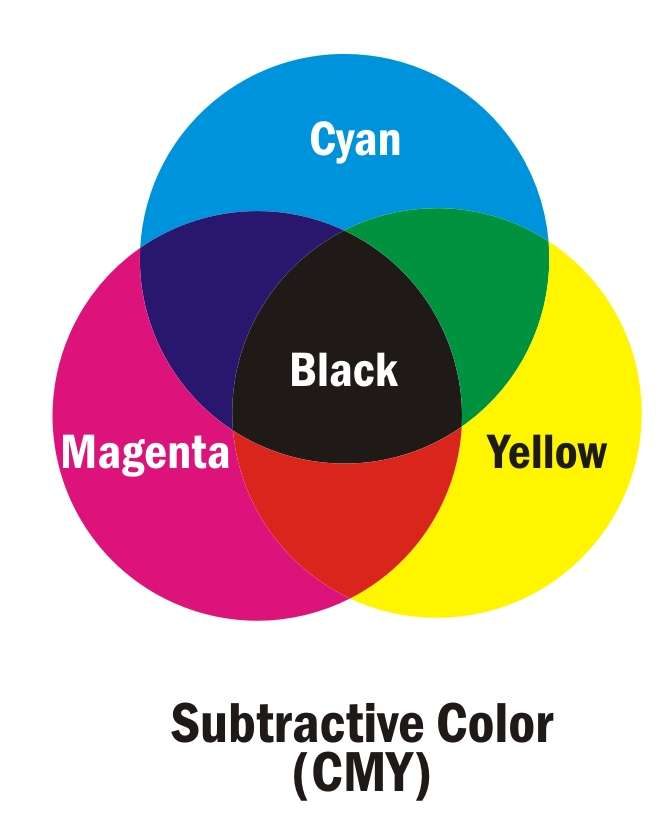 Cyan
Black
Magenta
Yellow
Subtractive Color
(CMY)